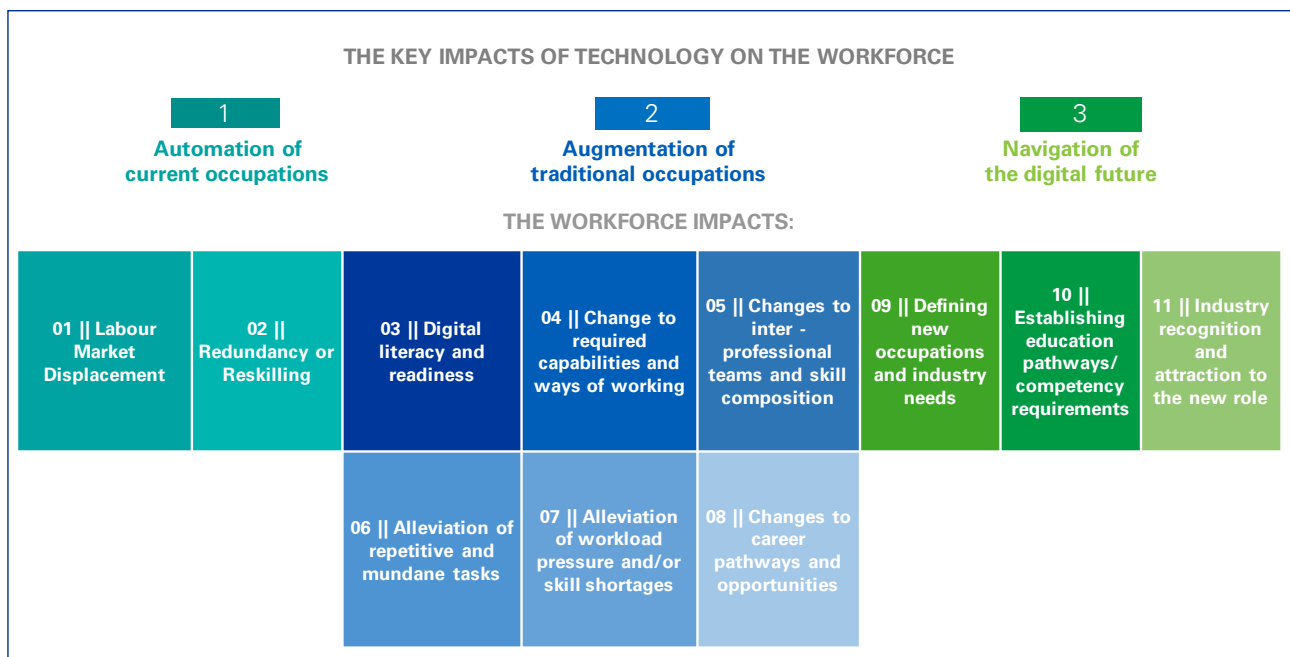 THE KEY IMPACTS OF TECHNOLOGY ON THE WORKFORCE
1
Automation of
current occupations
2
Augmentation of
traditional occupations
3
Navigation of
the digital future
THE WORKFORCE IMPACTS:
01 || Labour
Market
Displacement
02 ||
Redundancy or
Reskilling
03 || Digital
literacy and
readiness
04 || Change to
required
capabilities and
ways of working
05 || Changes to
inter -
professional
teams and skill
composition
09 || Defining
new
occupations
and industry
needs
10 ||
Establishing
education
pathways/
competency
requirements
11 || Industry
recognition
and
attraction to
the new role
06 || Alleviation of
repetitive and
mundane tasks
07 || Alleviation
of workload
pressure and/or
skill shortages
08 || Changes to
career
pathways and
opportunities